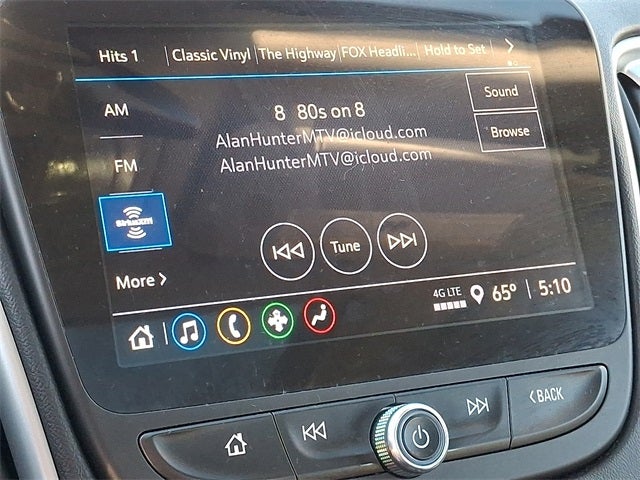 Hits 1 Classic Vinyl The Highway FOX Headli... Hold to Set
AM
8 80s on 8
Sound
AlanHunterMTV@icloud.com
Browse
FM
AlanHunterMTV@icloud.com
SiriusXM
Tune
More
4G LTE 65° 5:10
BACK